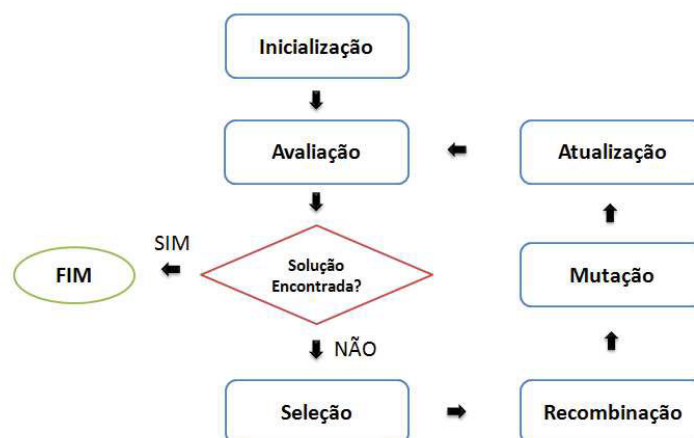 Inicialização
Avaliação
Atualização
SIM
FIM
Solução
Encontrada?
Mutação
NÃO
Seleção
Recombinação